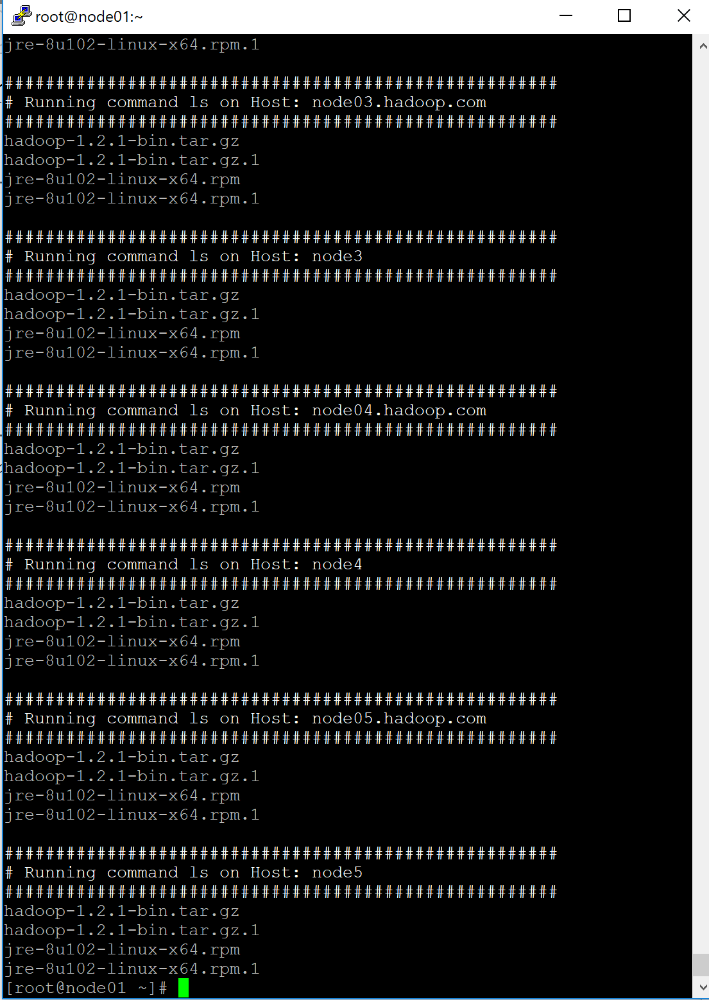 root@node01:~
jre-8u102-linux-x64.rpm.1
######################################################
# Running command ls on Host: node03.hadoop.com
######################################################
hadoop-1.2.1-bin.tar.gz
hadoop-1.2.1-bin.tar.gz.1
jre-8u102-linux-x64.rpm
jre-8u102-linux-x64.rpm.1
######################################################
# Running command ls on Host: node3
######################################################
hadoop-1.2.1-bin.tar.gz
hadoop-1.2.1-bin.tar.gz.1
jre-8u102-linux-x64.rpm
jre-8u102-linux-x64.rpm.1
######################################################
# Running command ls on Host: node04.hadoop.com
######################################################
hadoop-1.2.1-bin.tar.gz
hadoop-1.2.1-bin.tar.gz.1
jre-8u102-linux-x64.rpm
jre-8u102-linux-x64.rpm.1
######################################################
# Running command ls on Host: node4
######################################################
hadoop-1.2.1-bin.tar.gz
hadoop-1.2.1-bin.tar.gz.1
jre-8u102-linux-x64.rpm
jre-8u102-linux-x64.rpm.1
######################################################
# Running command ls on Host: node05.hadoop.com
######################################################
hadoop-1.2.1-bin.tar.gz
hadoop-1.2.1-bin.tar.gz.1
jre-8u102-linux-x64.rpm
jre-8u102-linux-x64.rpm.1
######################################################
# Running command ls on Host: node5
######################################################
hadoop-1.2.1-bin.tar.gz
hadoop-1.2.1-bin.tar.gz.1
jre-8u102-linux-x64.rpm
jre-8u102-linux-x64.rpm.1
[root@node01 ~]#